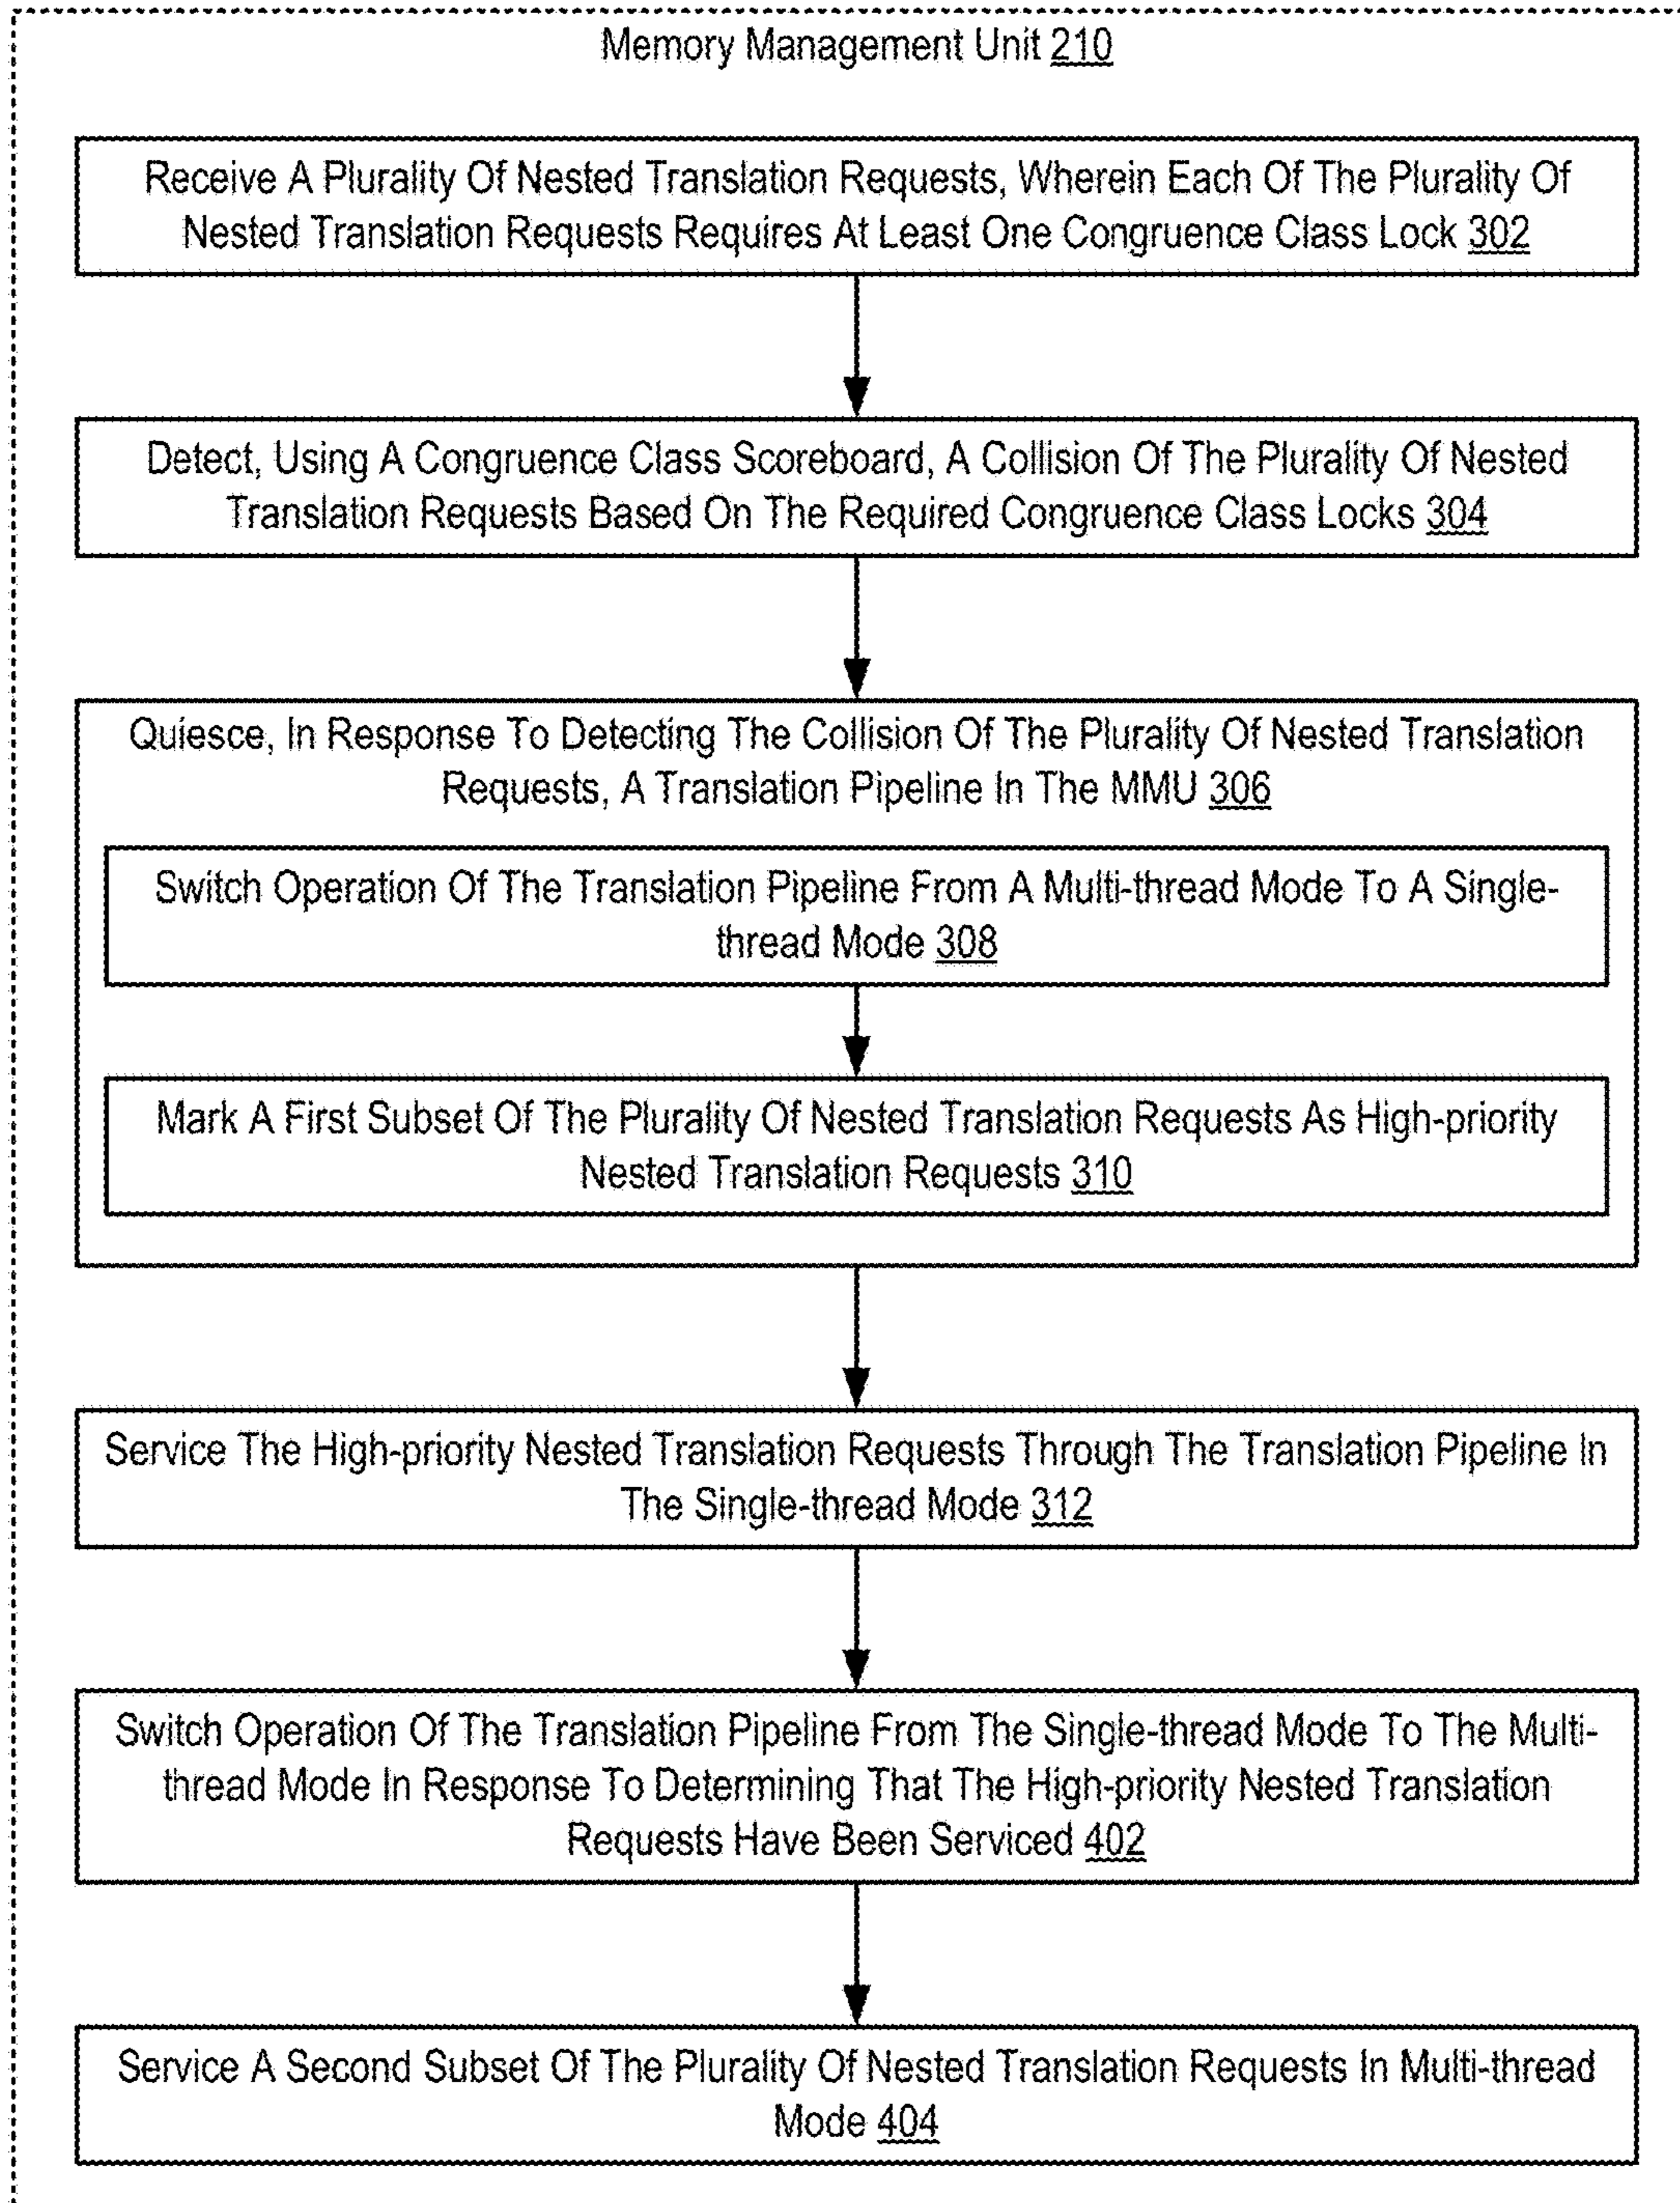 Memory Management Unit 210
Receive A Plurality Of Nested Translation Requests, Wherein Each Of The Plurality Of
Nested Translation Requests Requires At Least One Congruence Class Lock 302
Detect, Using A Congruence Class Scoreboard, A Collision Of The Plurality Of Nested
Translation Requests Based On The Required Congruence Class Locks 304
Quiesce, In Response To Detecting The Collision Of The Plurality Of Nested Translation
Requests, A Translation Pipeline In The MMU 306
Switch Operation Of The Translation Pipeline From A Multi-thread Mode To A Single-
thread Mode 308
Mark A First Subset Of The Plurality Of Nested Translation Requests As High-priority
Nested Translation Requests 310
Service The High-priority Nested Translation Requests Through The Translation Pipeline In
The Single-thread Mode 312
Switch Operation Of The Translation Pipeline From The Single-thread Mode To The Multi-
thread Mode In Response To Determining That The High-priority Nested Translation
Requests Have Been Serviced 402
Service A Second Subset Of The Plurality Of Nested Translation Requests In Multi-thread
Mode 404